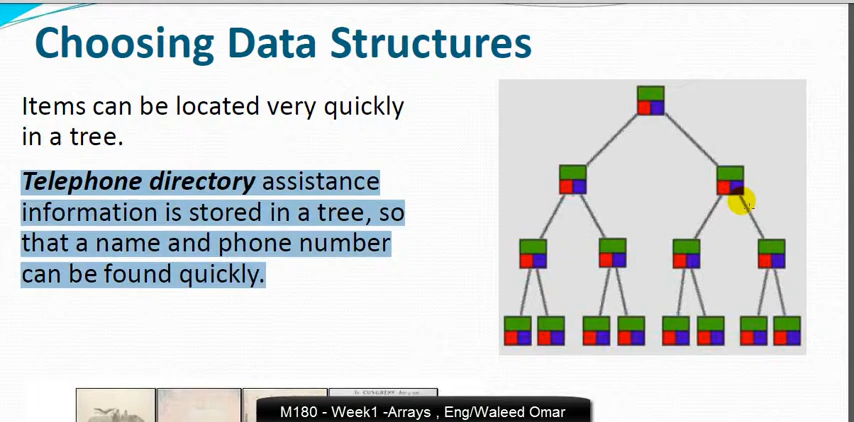 Choosing Data Structures
Items can be located very quickly
in a tree.
Telephone directory assistance
information is stored in a tree, so
that a name and phone number
can be found quickly.
M180 - Week1 -Arrays , Eng/Waleed Omar